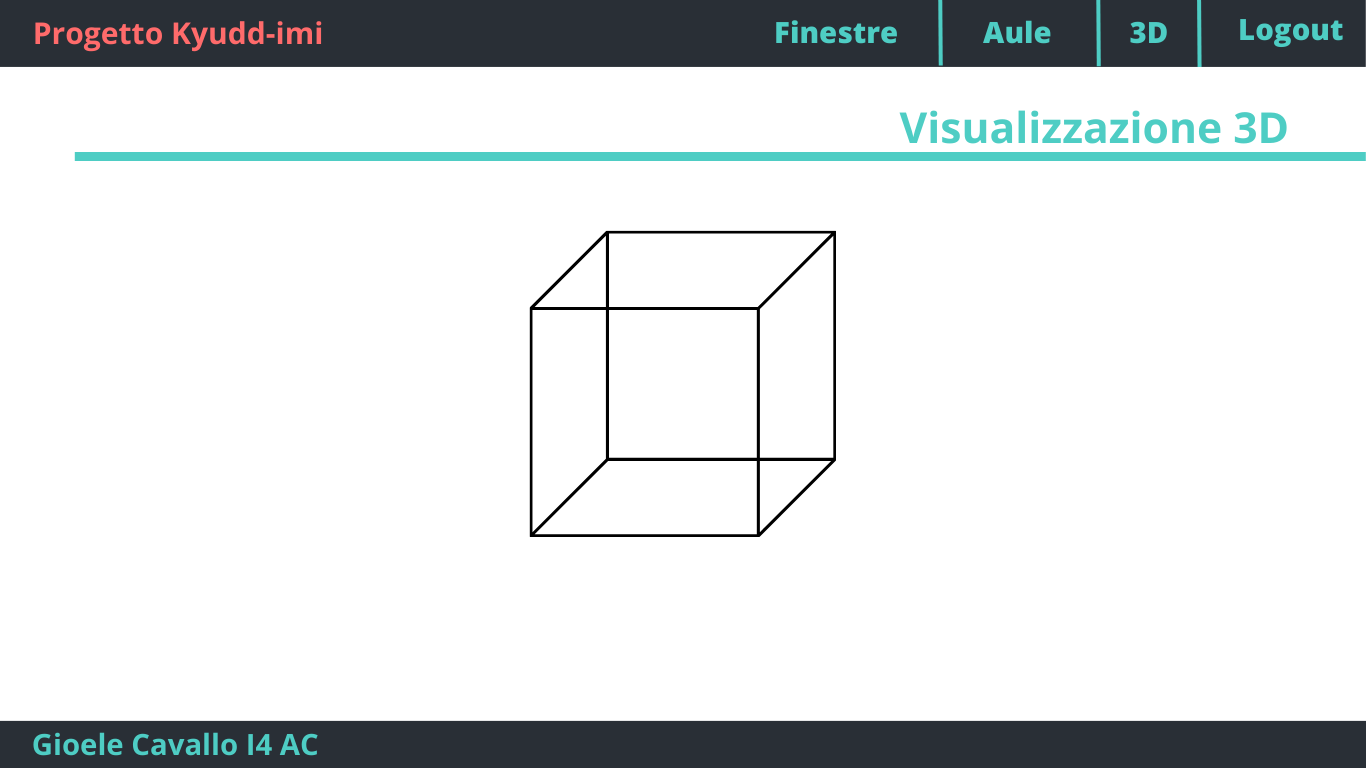 Progetto Kyudd-imi
Finestre
Aule
3D
Logout
Visualizzazione 3D
Gioele Cavallo I4 AC